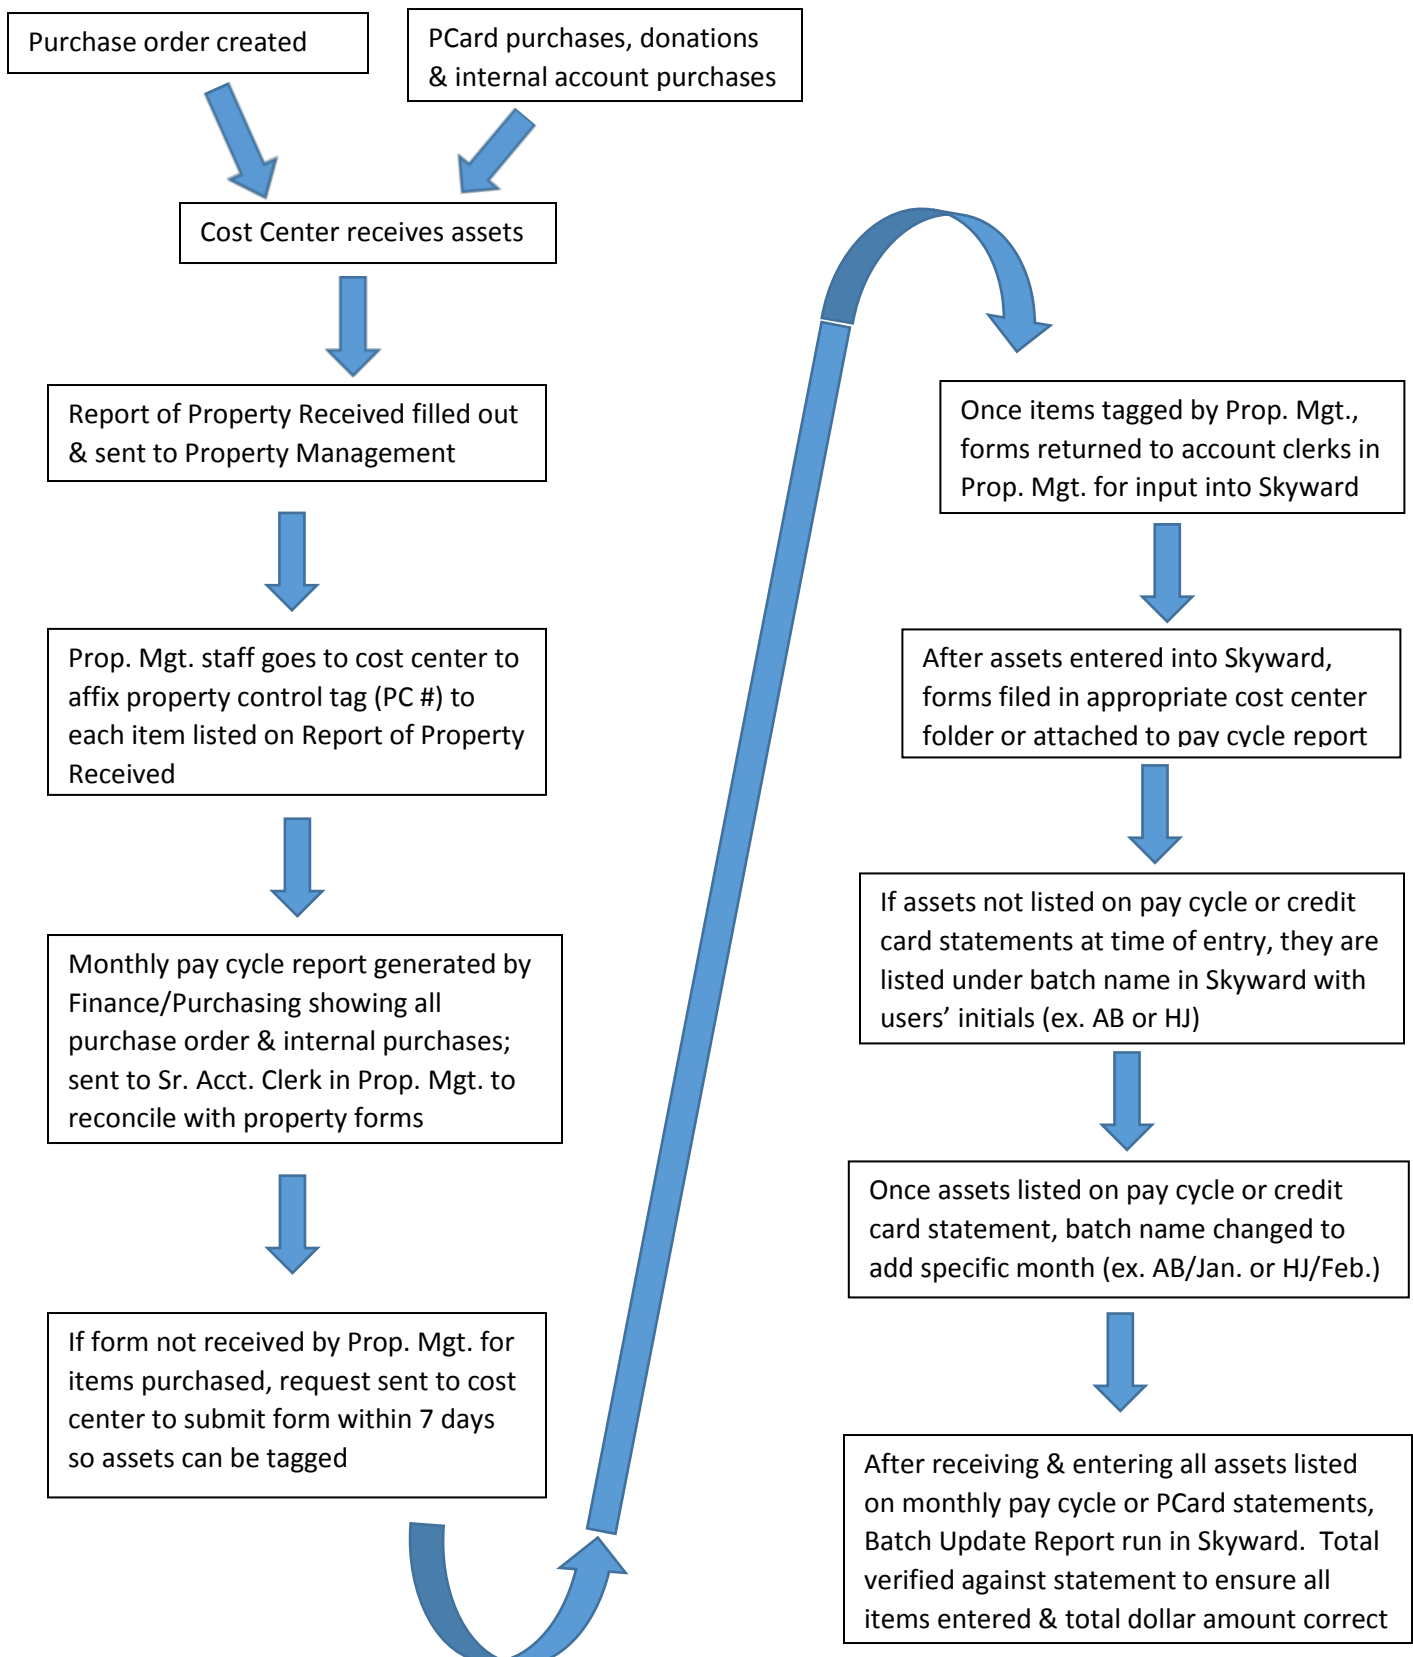 Purchase order created
PCard purchases, donations
& internal account purchases
Cost Center receives assets
Report of Property Received filled out
& sent to Property Management
Prop. Mgt. staff goes to cost center to
affix property control tag (PC #) to
each item listed on Report of Property
Received
Monthly pay cycle report generated by
Finance/Purchasing showing all
purchase order & internal purchases;
sent to Sr. Acct. Clerk in Prop. Mgt. to
reconcile with property forms
If form not received by Prop. Mgt. for
items purchased, request sent to cost
center to submit form within 7 days
so assets can be tagged
Once items tagged by Prop. Mgt.,
forms returned to account clerks in
Prop. Mgt. for input into Skyward
After assets entered into Skyward,
forms filed in appropriate cost center
folder or attached to pay cycle report
If assets not listed on pay cycle or credit
card statements at time of entry, they are
listed under batch name in Skyward with
users’ initials (ex. AB or HJ)
Once assets listed on pay cycle or credit
card statement, batch name changed to
add specific month (ex. AB/Jan. or HJ/Feb.)
After receiving & entering all assets listed
on monthly pay cycle or PCard statements,
Batch Update Report run in Skyward.  Total
verified against statement to ensure all
items entered & total dollar amount correct